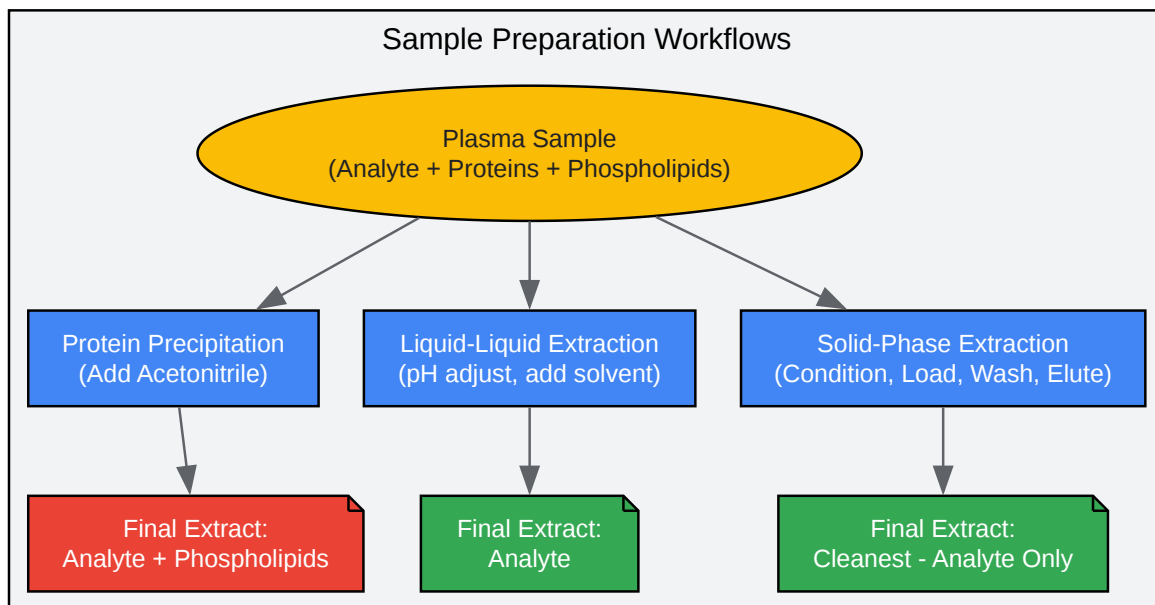 Sample Preparation Workflows
Plasma Sample
(Analyte + Proteins + Phospholipids)
Protein Precipitation
(Add Acetonitrile)
Liquid-Liquid Extraction
(pH adjust, add solvent)
Solid-Phase Extraction
(Condition, Load, Wash, Elute)
Final Extract:
Analyte + Phospholipids
Final Extract:
Analyte
Final Extract:
Cleanest - Analyte Only